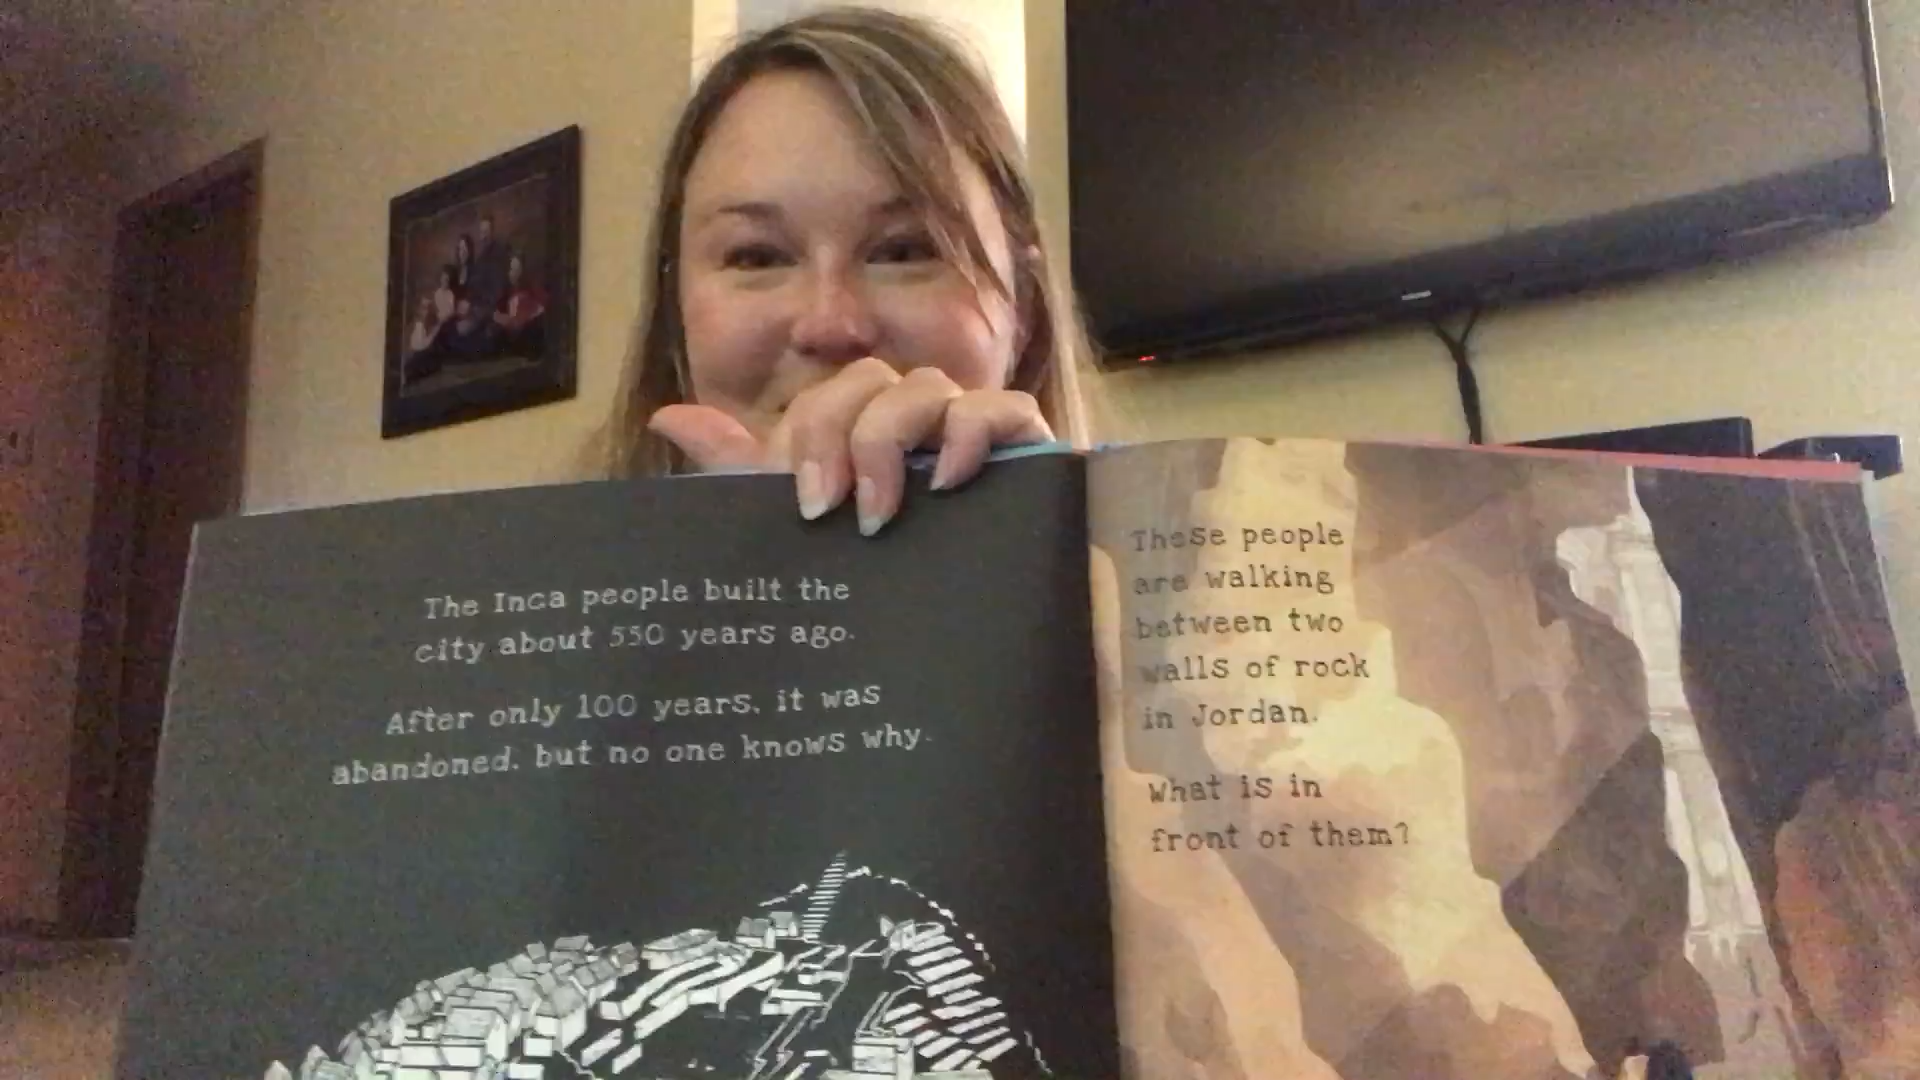 The Inca people built the
city about 550 years ago.
After only 100 years, it was
abandoned, but no one knows why.
These people
are walking
between two
walls of rock
in Jordan.
What is in
front of them?